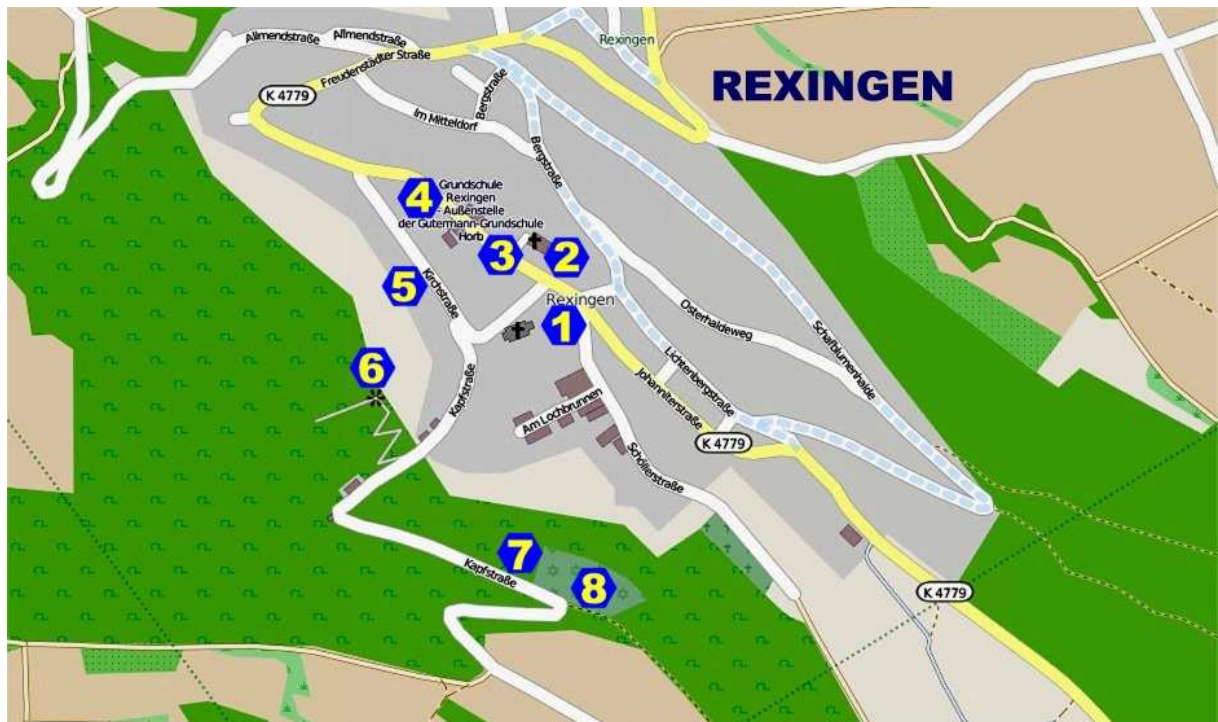 Allmendstraße
Allmendstraße
Rexingen
Freudenstädter Straße
REXINGEN
K 4779
Bergstraße
Im Mitteldorf
Bergstraße
4
Grundschule
Rexingen
- Außenstelle
der Gutermann-Grundschule
Horb
3
2
5
Kirchstraße
Rexingen
1
Osterhaldeweg
Schafblumenhalde
6
Kapfstraße
Lichtenbergstraße
Johanniterstraße
Am Lochbrunnen
K 4779
Schöllerstraße
7
Kapfstraße
8
K 4779